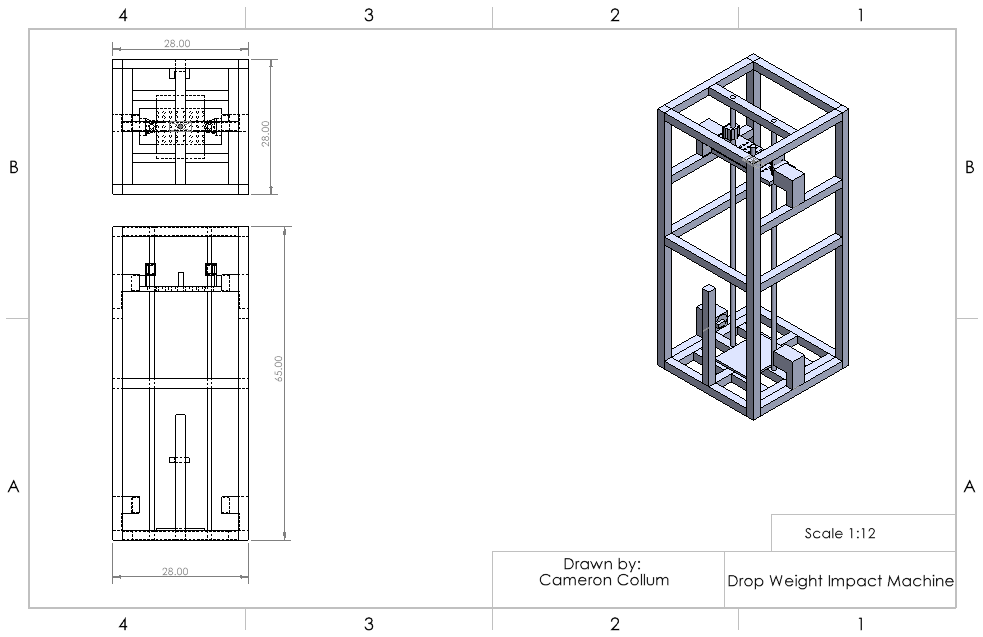 4 3 2 1
28.00
28.00
B B
65.00
A A
28.00
Scale 1:12
Drawn by:
Cameron Collum
Drop Weight Impact Machine
4 3 2 1